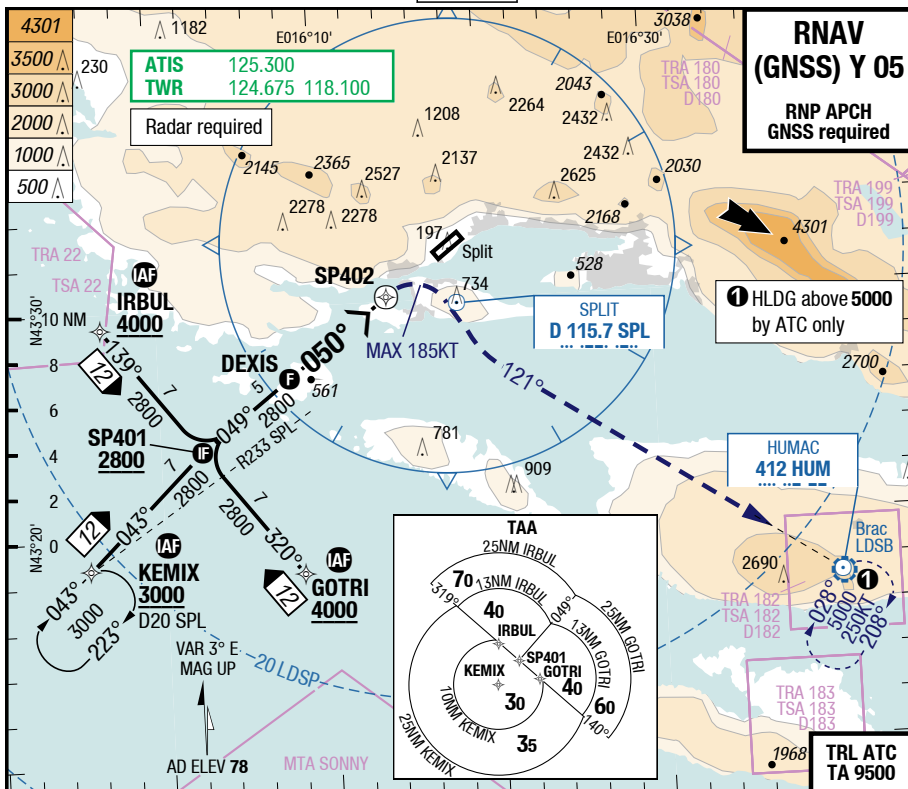 4301
3500
3000
2000
1000
500
1182
230
E016°10'
E016°30'
3038
TRA 180
TSA 180
D180
RNAV
(GNSS) Y 05
RNP APCH
GNSS required
ATIS 125.300
TWR 124.675 118.100
Radar required
1208
2264
2043
2432
2145
2365
2137
2432
2527
2625
2030
2278
2278
2168
197
Split
TRA 199
TSA 199
D199
4301
TRA 22
TSA 22
IAF
IRBUL
4000
SP402
734
528
SPLIT
D 115.7 SPL
1 HLDG above 5000
by ATC only
N43°30'
10 NM
8
6
4
2
0
N43°20'
139°
7
2800
12
DEXIS
F
050°
MAX 185KT
561
2700
049°
5
2800
R233 SPL
121°
SP401
2800
IF
781
909
HUMAC
412 HUM
7
2800
043°
12
7
2800
320°
12
IAF
KEMIX
3000
D20 SPL
IAF
GOTRI
4000
043°
3000
223°
Brac
LDSB
2690
1
TRA 182
TSA 182
D182
028°
5000
250KT
208°
TAA
25NM IRBUL
70
13NM IRBUL
319°
40
049°
25NM GOTRI
13NM GOTRI
IRBUL
SP401
GOTRI
KEMIX
30
40
60
140°
10NM KEMIX
35
25NM KEMIX
VAR 3° E
MAG UP
20 LDSP
AD ELEV 78
MTA SONNY
TRA 183
TSA 183
D183
1968
TRL ATC
TA 9500